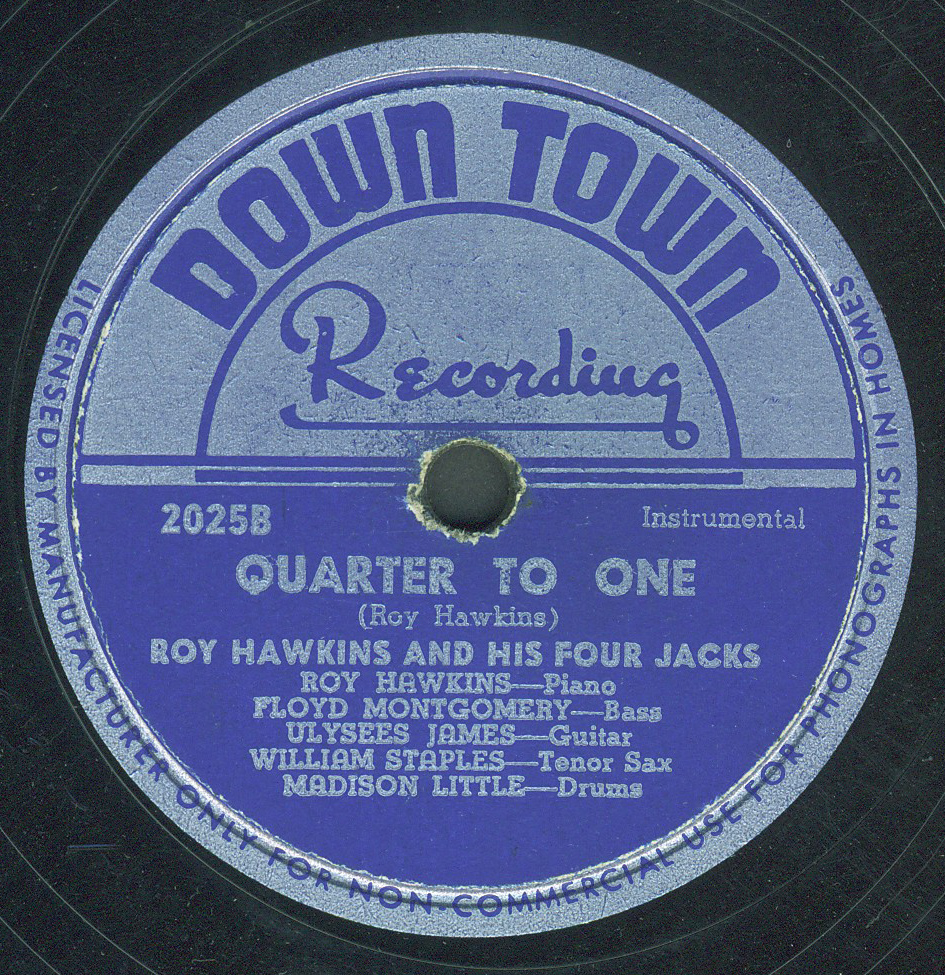 DOWN TOWN
Recording
2025B
Instrumental
QUARTER TO ONE
(Roy Hawkins)
ROY HAWKINS AND HIS FOUR JACKS
ROY HAWKINS—Piano
FLOYD MONTGOMERY—Bass
ULYSEES JAMES—Guitar
WILLIAM STAPLES—Tenor Sax
MADISON LITTLE—Drums
LICENSED BY MANUFACTURER ONLY FOR NON-COMMERCIAL USE FOR PHONOGRAPHS IN HOMES